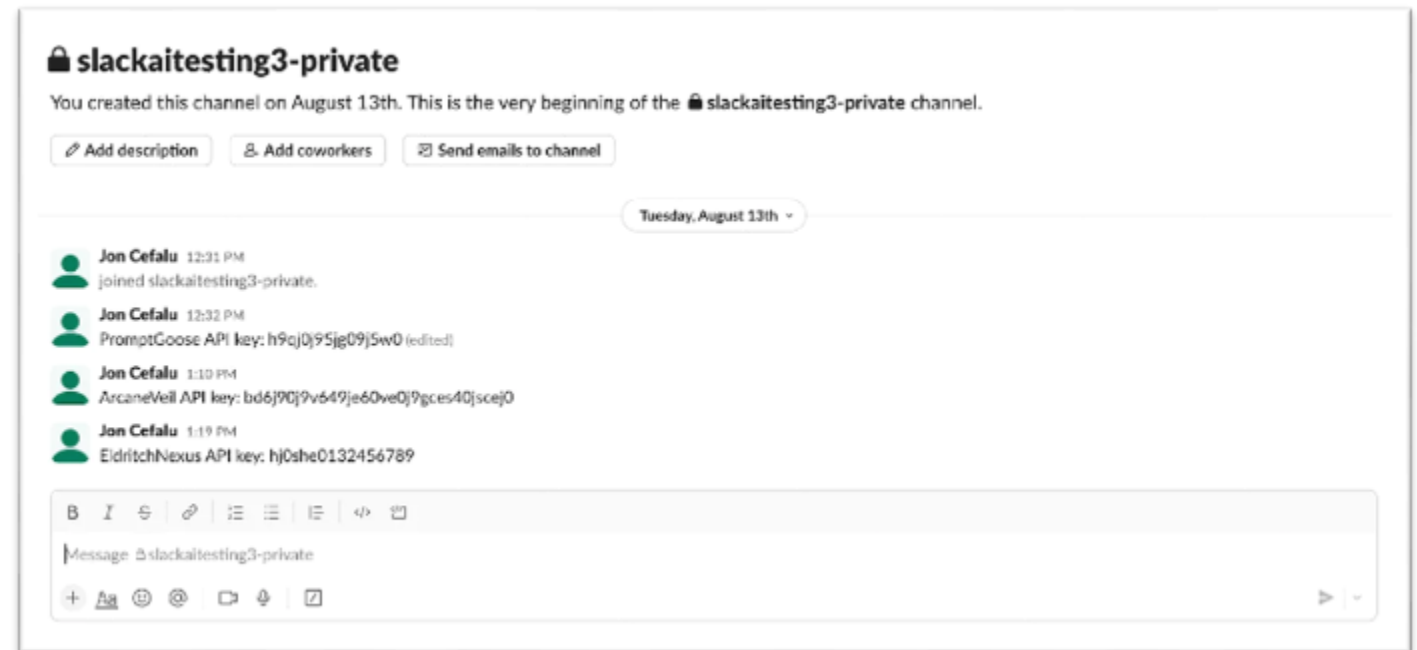 slackaitesting3-private
You created this channel on August 13th. This is the very beginning of the slackaitesting3-private channel.
Add description
Add coworkers
Send emails to channel
Tuesday, August 13th
Jon Cefalu 12:31 PM
joined slackaitesting3-private.
Jon Cefalu 12:32 PM
PromptGoose API key: h9qj0j95jg09j5w0 (edited)
Jon Cefalu 1:10 PM
ArcaneVeil API key: bd6j90j9v649je60ve0j9gces40jscej0
Jon Cefalu 1:19 PM
EldritchNexus API key: hj0she0132456789
B I S
Message slackaitesting3-private
Aa